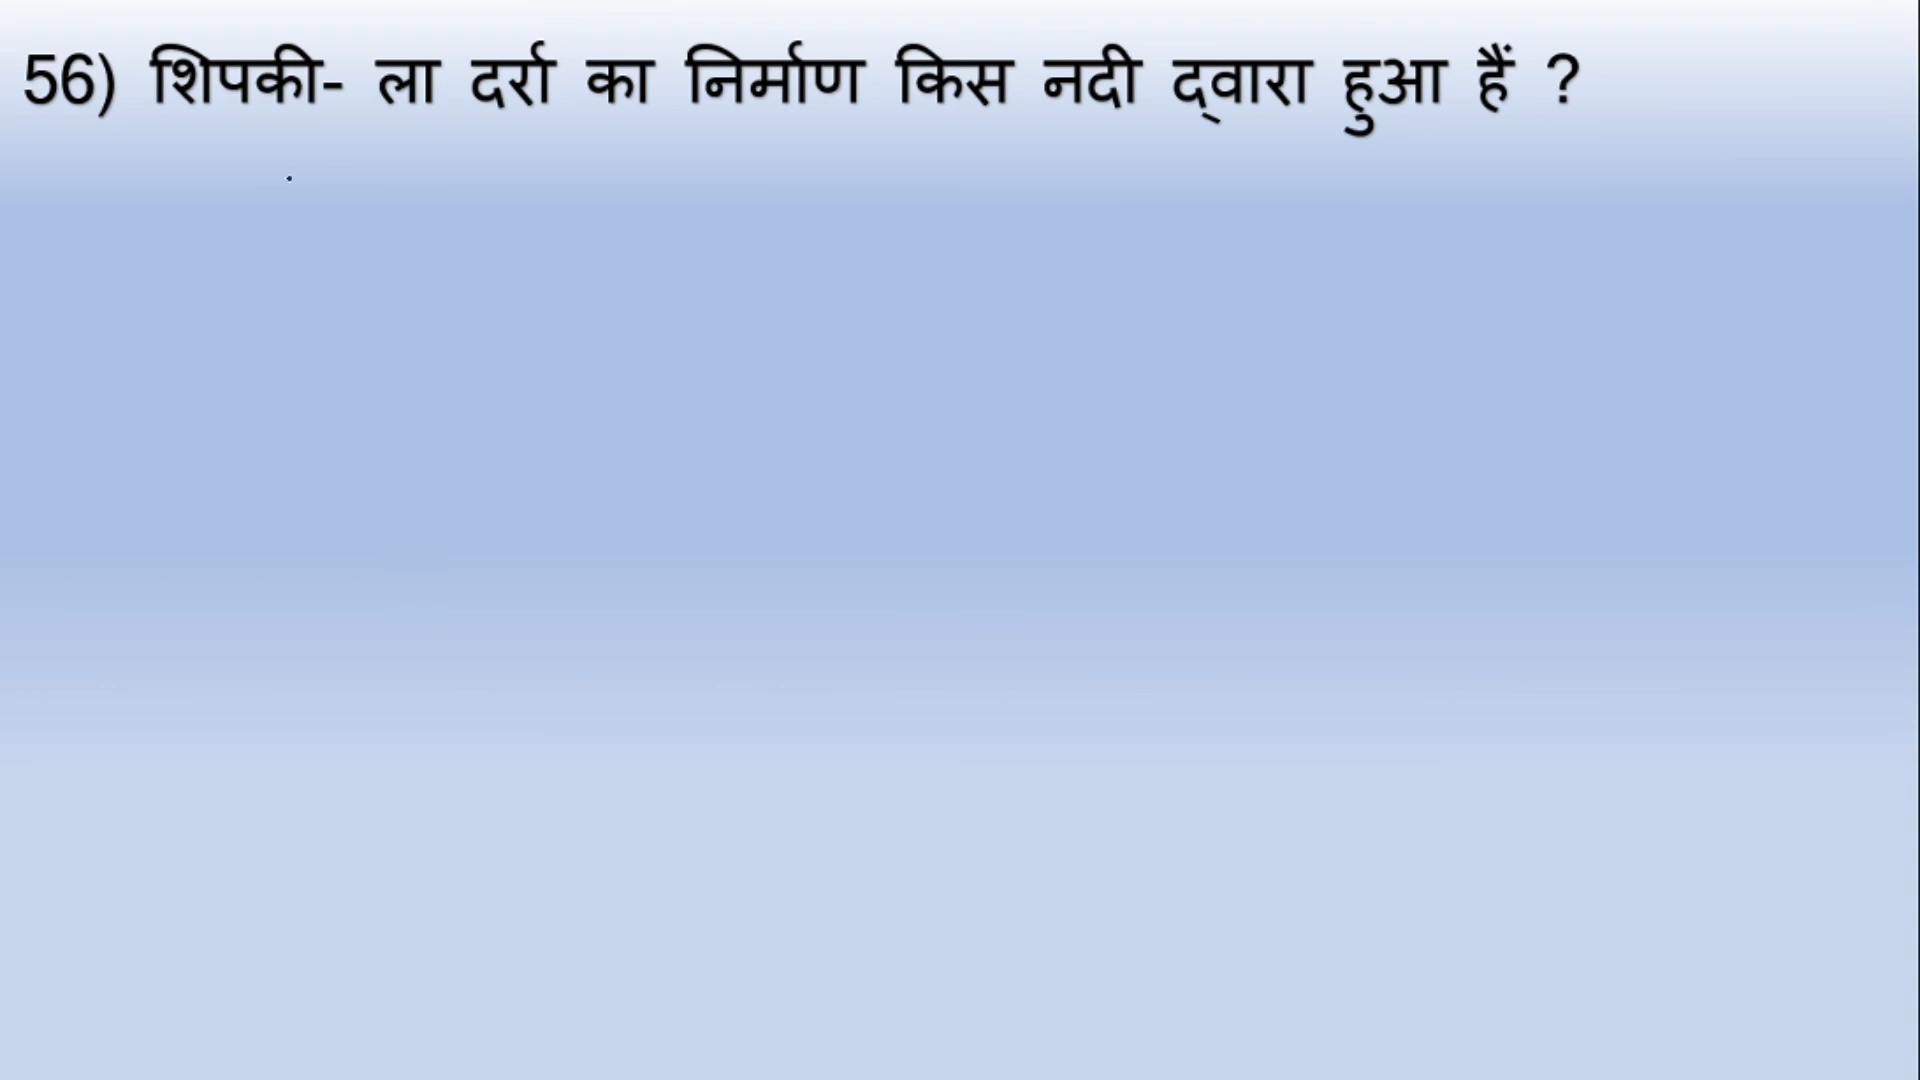 56) शिपकी- ला दर्रा का निर्माण किस नदी द्वारा हुआ हैं ?